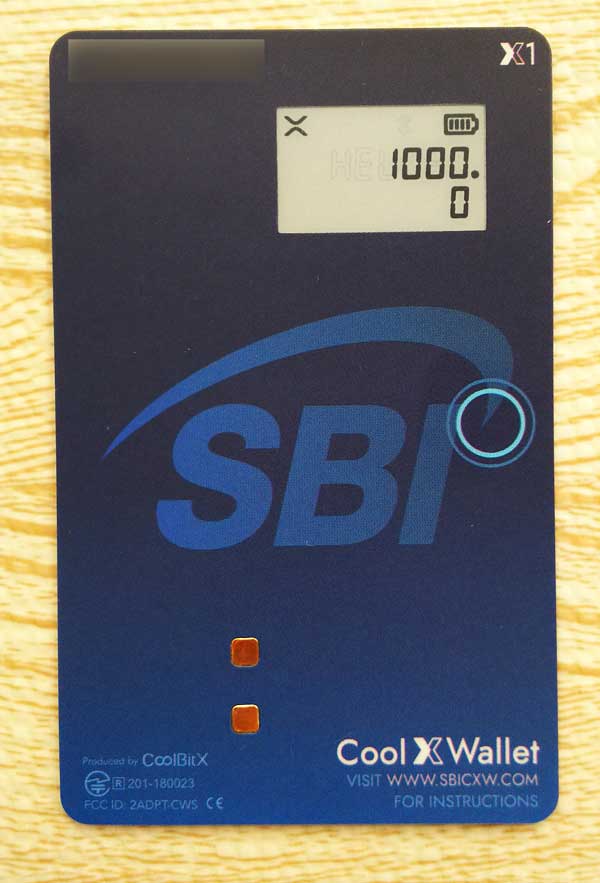 X1
1000.
0
SBI
Cool X Wallet
VISIT WWW.SBICXW.COM
FOR INSTRUCTIONS
Produced by CoolBitX
R 201-180023
FCC ID: 2ADPT-CWS CE